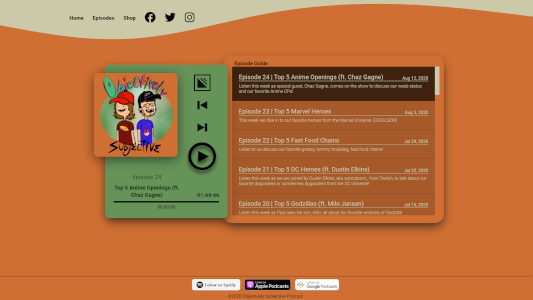 Home Episodes Shop
Objectively
Subjective
Episode 24
Top 5 Anime Openings (ft. Chaz Gagne)
01:49:46
00:00:00
Episode Guide
Episode 24 | Top 5 Anime Openings (ft. Chaz Gagne) Aug 12, 2020
Listen this week as special guest, Chaz Gagne, comes on the show to discuss our weeb status
and our favorite Anime OPs!
Episode 23 | Top 5 Marvel Heroes Aug 5, 2020
This week we dive in to our favorite heroes from the Marvel Universe. EXCELSIOR!
Episode 22 | Top 5 Fast Food Chains Jul 29, 2020
Listen to us discuss our favorite greasy, tummy troubling, fast food chains!
Episode 21 | Top 5 DC Heroes (ft. Dustin Elkins) Jul 22, 2020
Listen this week as we are joined by Dustin Elkins, aka from Twitch, to talk about our
favorite dogooders or sometimes dogooders from the DC Universe!
Episode 20 | Top 5 Godzillas (ft. Milo Jansen) Jul 15, 2020
Listen this week as Paul asks his son, Milo, all about his favorite versions of Godzilla!
Follow on Spotify
Listen on
Apple Podcasts
Listen on
Google Podcasts
©2020 Objectively Subjective Podcast